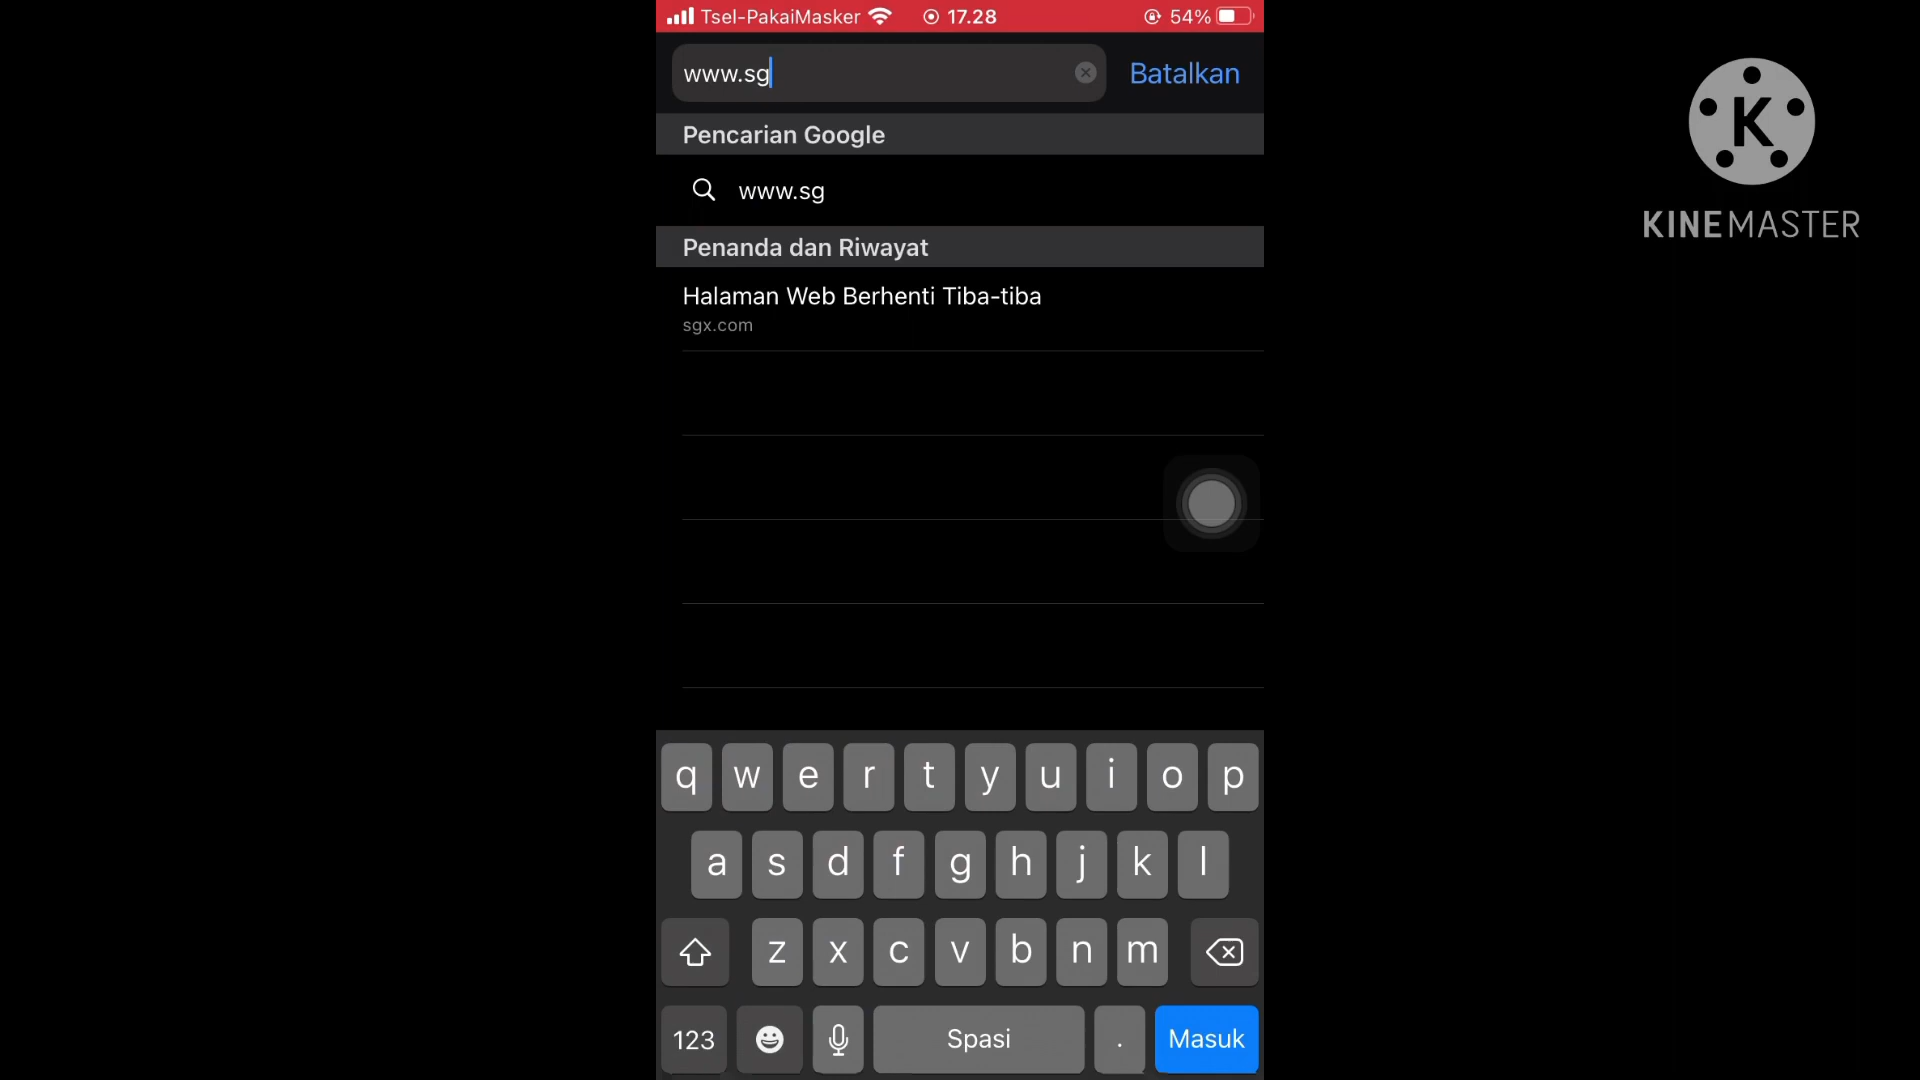 Tsel-PakaiMasker 17.28 54%
www.sg Batalkan
Pencarian Google
www.sg
Penanda dan Riwayat
Halaman Web Berhenti Tiba-tiba
sgx.com
q w e r t y u i o p
a s d f g h j k l
z x c v b n m
123 Spasi . Masuk
K
KINEMASTER